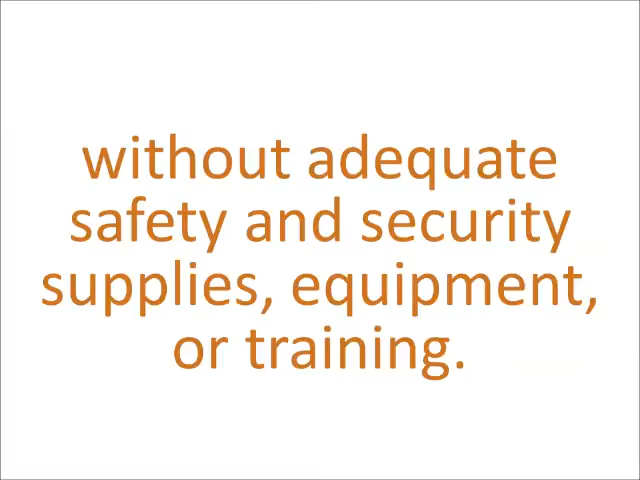 without adequate
safety and security
supplies, equipment,
or training.